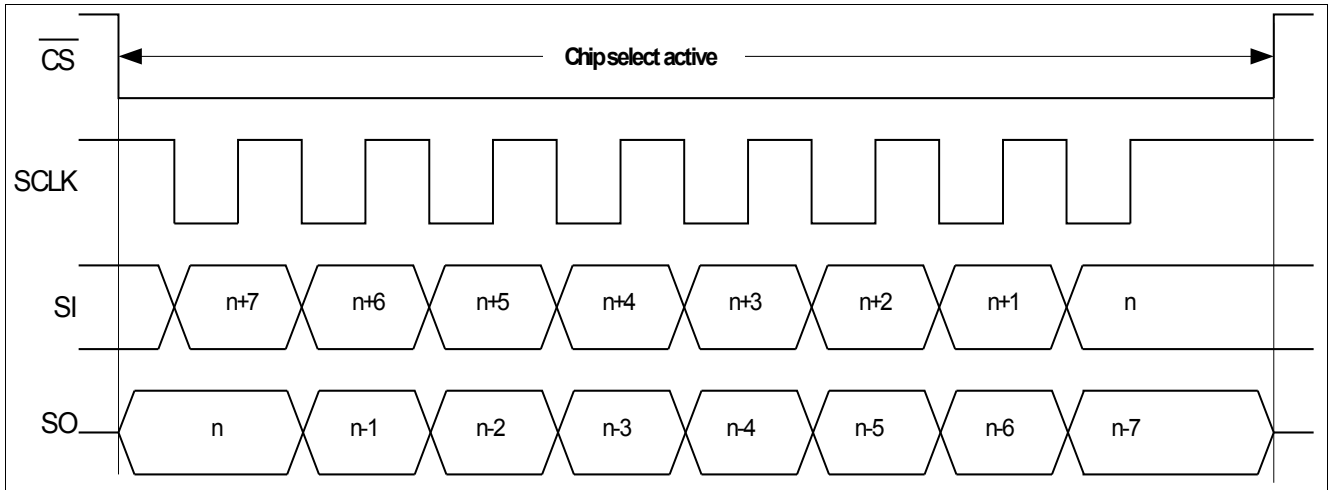 CS
Chip select active
SCLK
SI n+7 n+6 n+5 n+4 n+3 n+2 n+1 n
SO n n-1 n-2 n-3 n-4 n-5 n-6 n-7